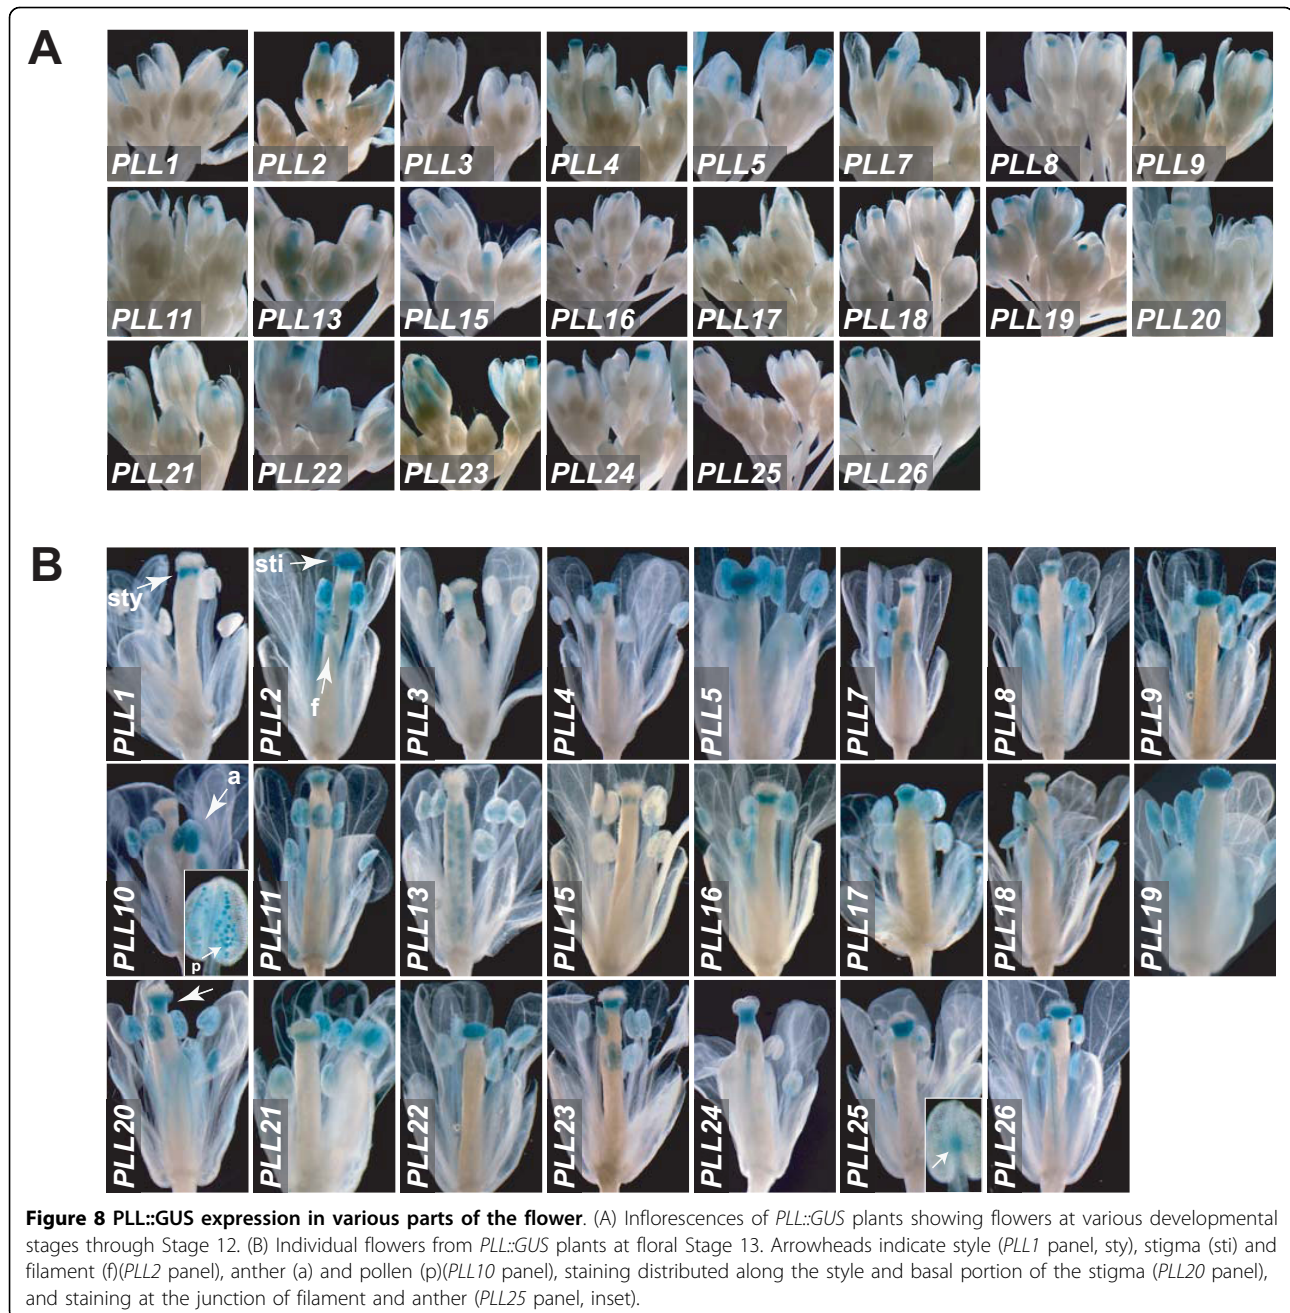 A
PLL1 PLL2 PLL3 PLL4 PLL5 PLL7 PLL8 PLL9
PLL11 PLL13 PLL15 PLL16 PLL17 PLL18 PLL19 PLL20
PLL21 PLL22 PLL23 PLL24 PLL25 PLL26
B
sty
sti
f
PLL1 PLL2 PLL3 PLL4 PLL5 PLL7 PLL8 PLL9
a
p
PLL10 PLL11 PLL13 PLL15 PLL16 PLL17 PLL18 PLL19
PLL20 PLL21 PLL22 PLL23 PLL24 PLL25 PLL26
Figure 8 PLL::GUS expression in various parts of the flower. (A) Inflorescences of PLL::GUS plants showing flowers at various developmental
stages through Stage 12. (B) Individual flowers from PLL::GUS plants at floral Stage 13. Arrowheads indicate style (PLL1 panel, sty), stigma (sti) and
filament (f)(PLL2 panel), anther (a) and pollen (p)(PLL10 panel), staining distributed along the style and basal portion of the stigma (PLL20 panel),
and staining at the junction of filament and anther (PLL25 panel, inset).